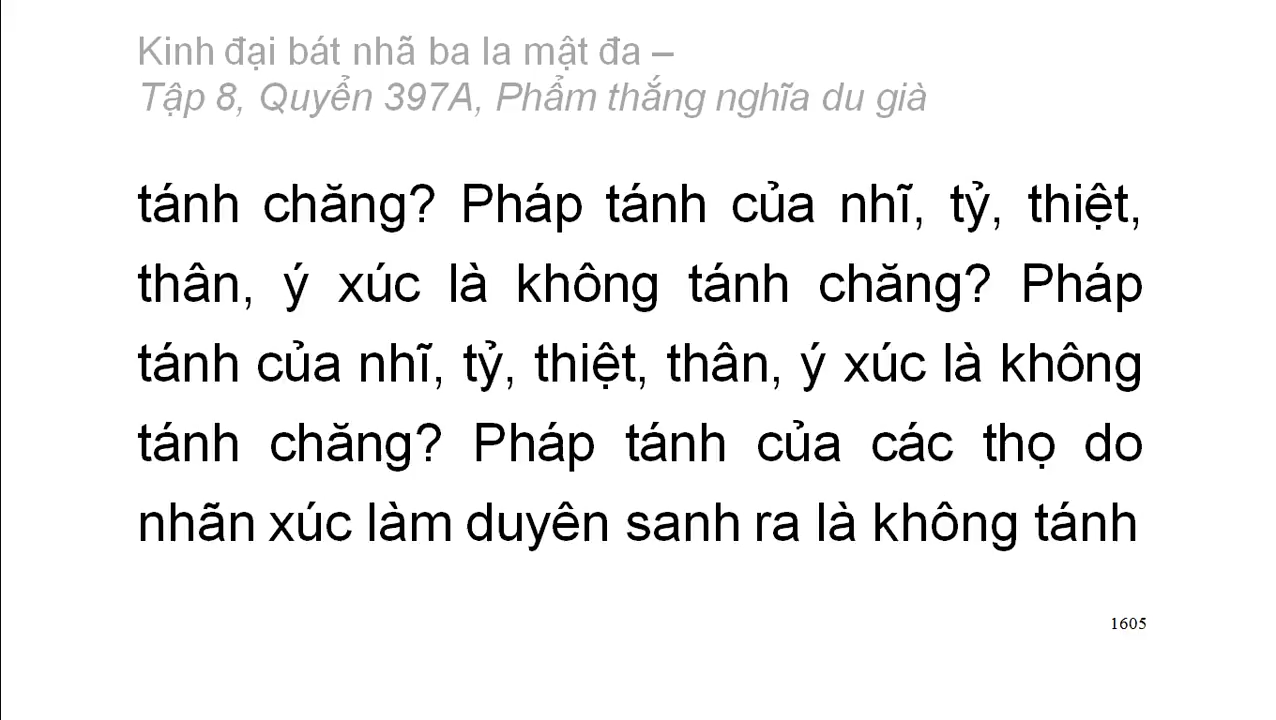 Kinh đại bát nhã ba la mật đa –
Tập 8, Quyển 397A, Phẩm thắng nghĩa du già
tánh chăng? Pháp tánh của nhĩ, tỷ, thiệt,
thân, ý xúc là không tánh chăng? Pháp
tánh của nhĩ, tỷ, thiệt, thân, ý xúc là không
tánh chăng? Pháp tánh của các thọ do
nhãn xúc làm duyên sanh ra là không tánh
1605